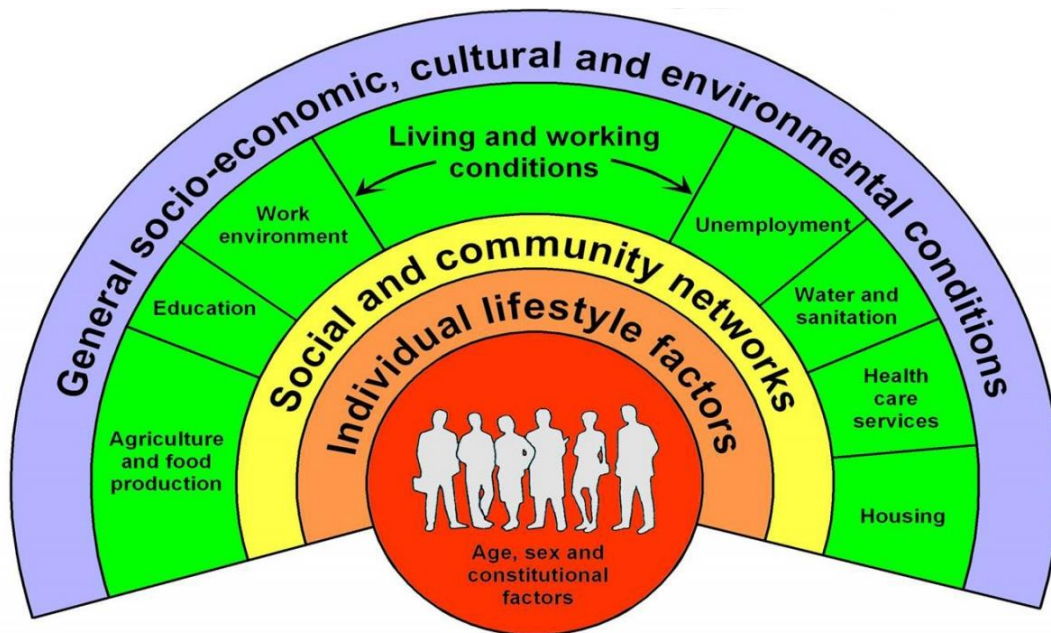 General socio-economic, cultural and environmental conditions
Living and working
conditions
Work
environment
Education
Agriculture
and food
production
Unemployment
Water and
sanitation
Health
care
services
Housing
Social and community networks
Individual lifestyle factors
Age, sex and
constitutional
factors